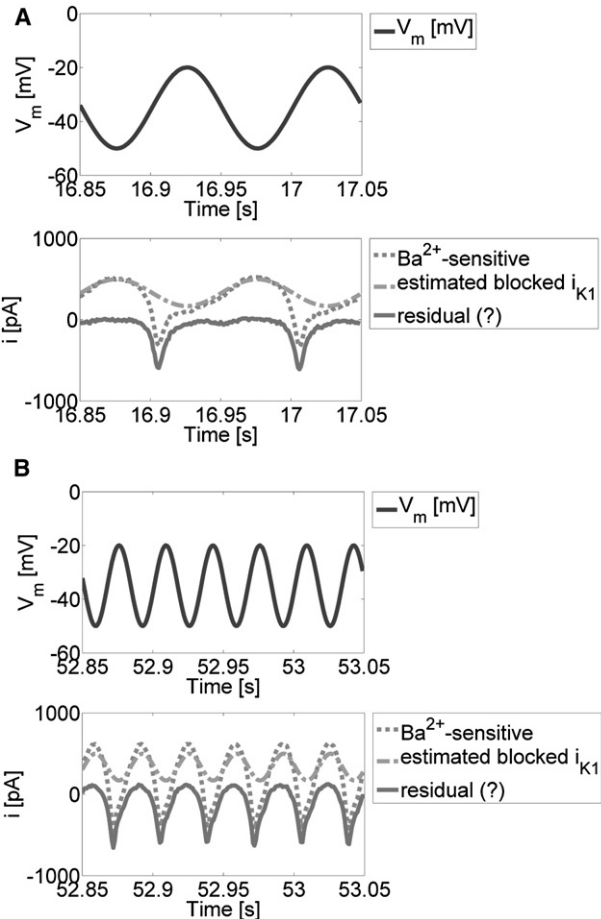 A
V_m [mV]
0
-20
-40
-60
16.85 16.9 16.95 17 17.05
Time [s]
V_m [mV]
i [pA]
1000
0
-1000
16.85 16.9 16.95 17 17.05
Time [s]
Ba²⁺-sensitive
estimated blocked i_K1
residual (?)
B
V_m [mV]
0
-20
-40
-60
52.85 52.9 52.95 53 53.05
Time [s]
V_m [mV]
i [pA]
1000
0
-1000
52.85 52.9 52.95 53 53.05
Time [s]
Ba²⁺-sensitive
estimated blocked i_K1
residual (?)